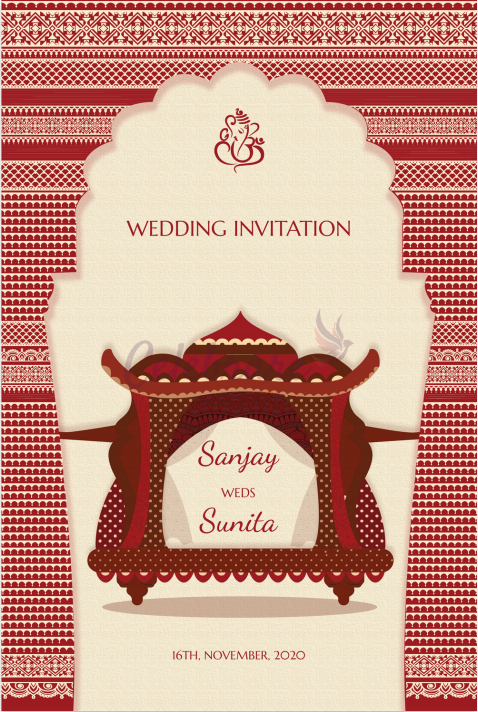 WEDDING INVITATION
Sanjay
WEDS
Sunita
16TH, NOVEMBER, 2020